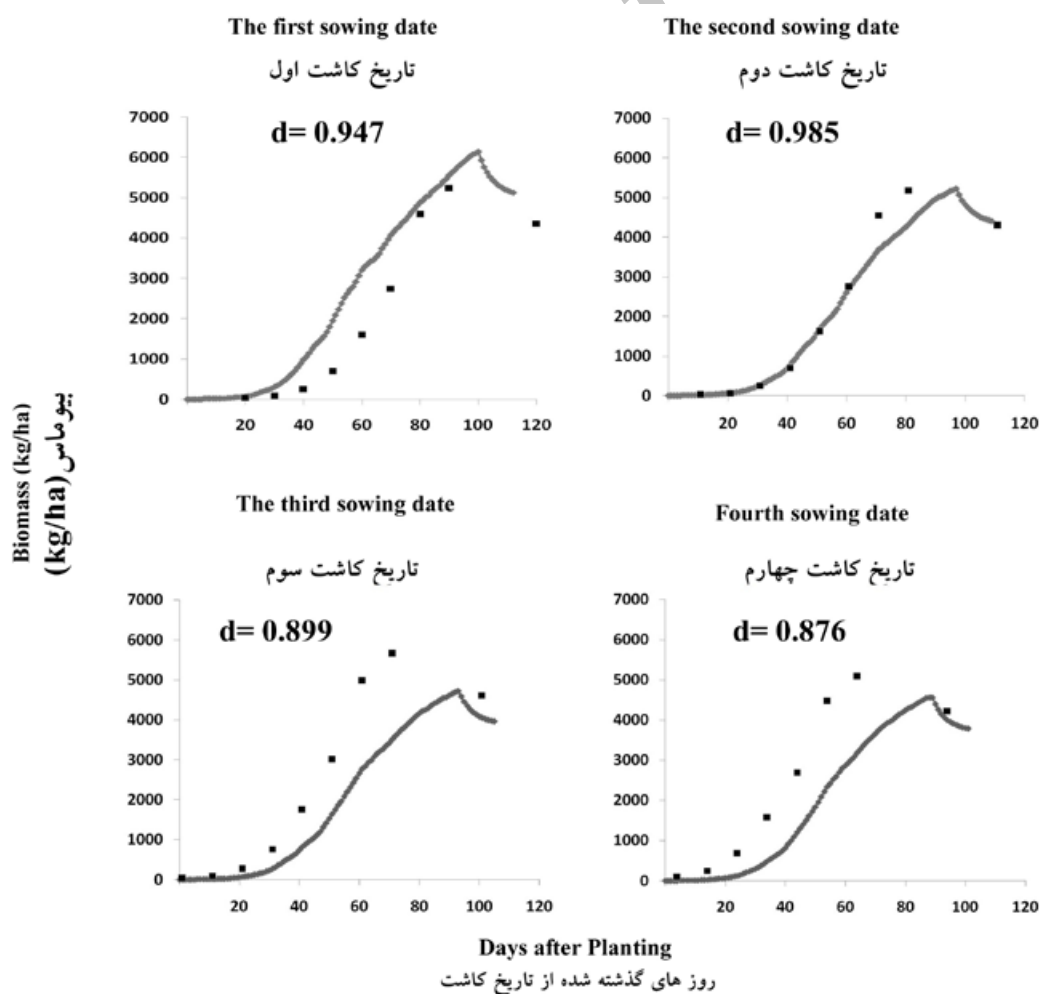 The first sowing date
تاریخ کاشت اول
d= 0.947
7000
6000
5000
4000
3000
2000
1000
0
20 40 60 80 100 120
The second sowing date
تاریخ کاشت دوم
d= 0.985
7000
6000
5000
4000
3000
2000
1000
0
20 40 60 80 100 120
Biomass (kg/ha)
بیوماس (kg/ha)
The third sowing date
تاریخ کاشت سوم
d= 0.899
7000
6000
5000
4000
3000
2000
1000
0
20 40 60 80 100 120
Fourth sowing date
تاریخ کاشت چهارم
d= 0.876
7000
6000
5000
4000
3000
2000
1000
0
20 40 60 80 100 120
Days after Planting
روز های گذشته شده از تاریخ کاشت